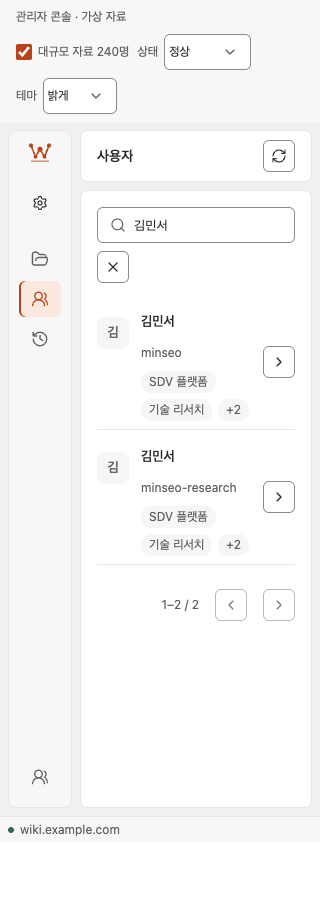 관리자 콘솔 · 가상 자료
대규모 자료 240명 상태 정상
테마 밝게
사용자
김민서
김 김민서
minseo
SDV 플랫폼
기술 리서치 +2
김 김민서
minseo-research
SDV 플랫폼
기술 리서치 +2
1–2 / 2
wiki.example.com